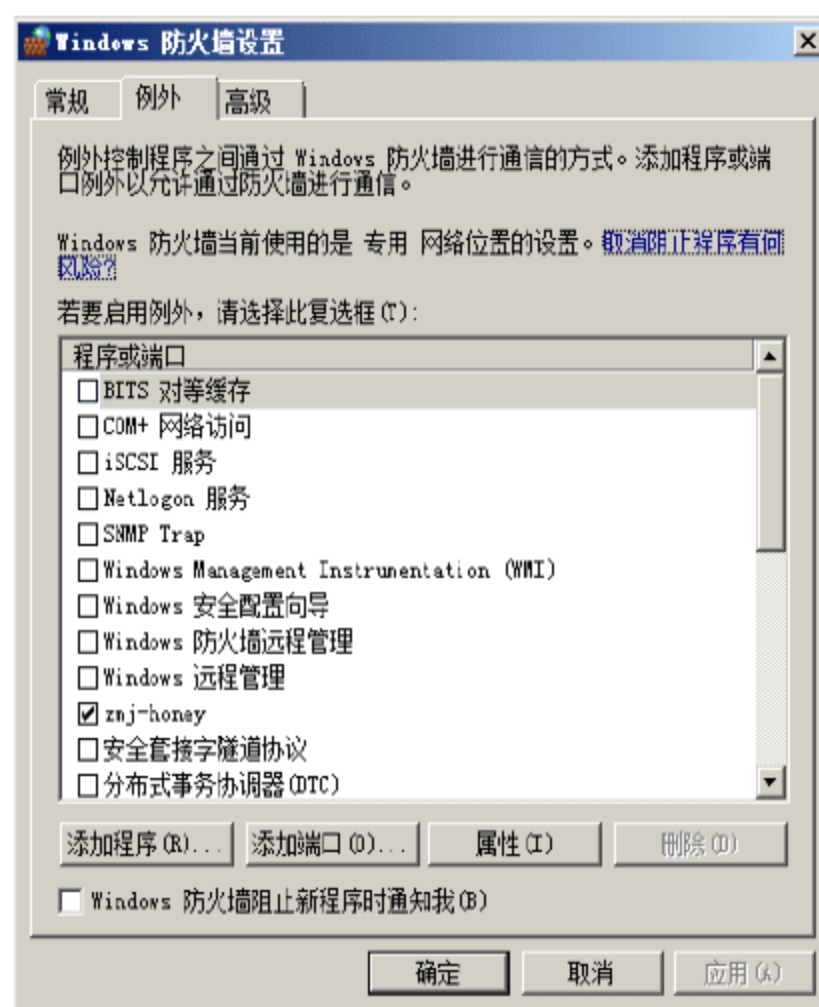 Windows 防火墙设置
常规 例外 高级
例外控制程序之间通过 Windows 防火墙进行通信的方式。添加程序或端
口例外以允许通过防火墙进行通信。
Windows 防火墙当前使用的是 专用 网络位置的设置。取消阻止程序有何
风险?
若要启用例外，请选择此复选框(T):
程序或端口
BITS 对等缓存
COM+ 网络访问
iSCSI 服务
Netlogon 服务
SNMP Trap
Windows Management Instrumentation (WMI)
Windows 安全配置向导
Windows 防火墙远程管理
Windows 远程管理
znj-honey
安全套接字隧道协议
分布式事务协调器(DTC)
添加程序(R)... 添加端口(O)... 属性(I) 删除(D)
Windows 防火墙阻止新程序时通知我(B)
确定 取消 应用(A)